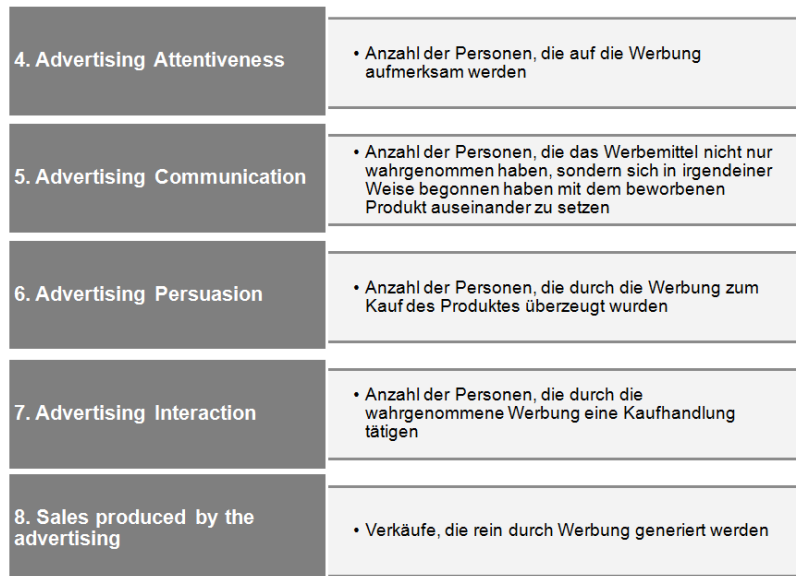 4. Advertising Attentiveness
• Anzahl der Personen, die auf die Werbung
aufmerksam werden
5. Advertising Communication
• Anzahl der Personen, die das Werbemittel nicht nur
wahrgenommen haben, sondern sich in irgendeiner
Weise begonnen haben mit dem beworbenen
Produkt auseinander zu setzen
6. Advertising Persuasion
• Anzahl der Personen, die durch die Werbung zum
Kauf des Produktes überzeugt wurden
7. Advertising Interaction
• Anzahl der Personen, die durch die
wahrgenommene Werbung eine Kaufhandlung
tätigen
8. Sales produced by the
advertising
• Verkäufe, die rein durch Werbung generiert werden